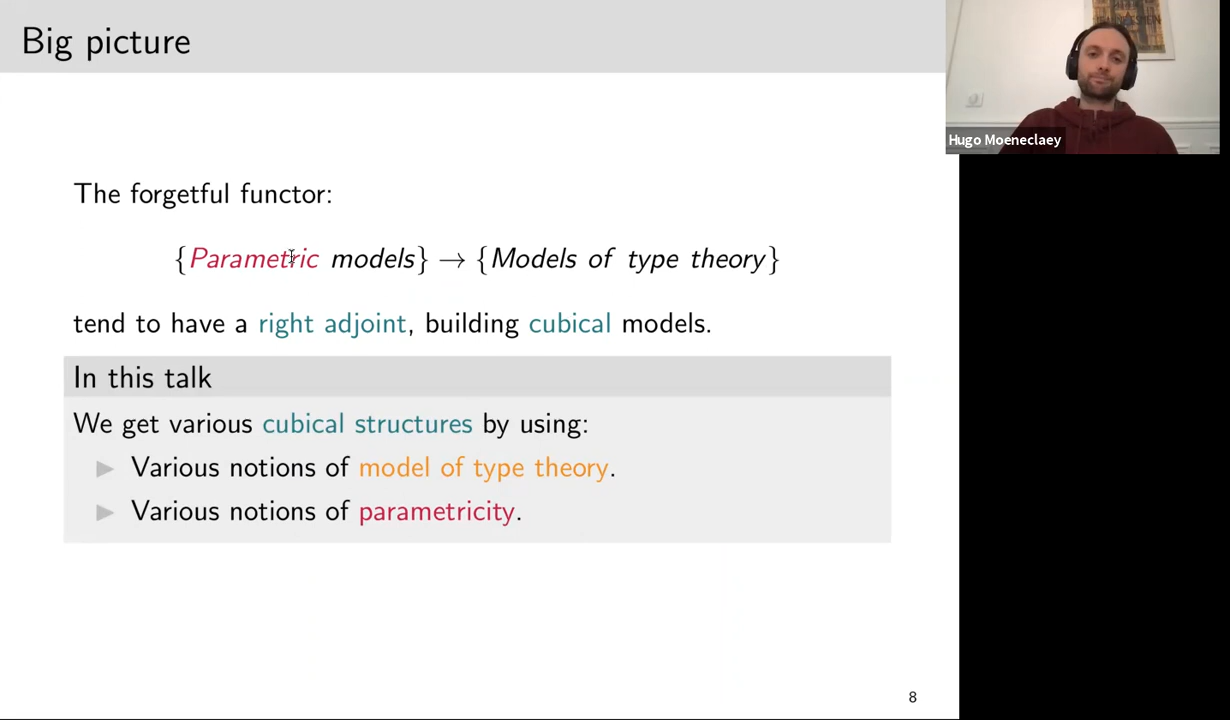 Big picture
Hugo Moeneclaey
The forgetful functor:
{Parametric models} → {Models of type theory}
tend to have a right adjoint, building cubical models.
In this talk
We get various cubical structures by using:
▶ Various notions of model of type theory.
▶ Various notions of parametricity.
8